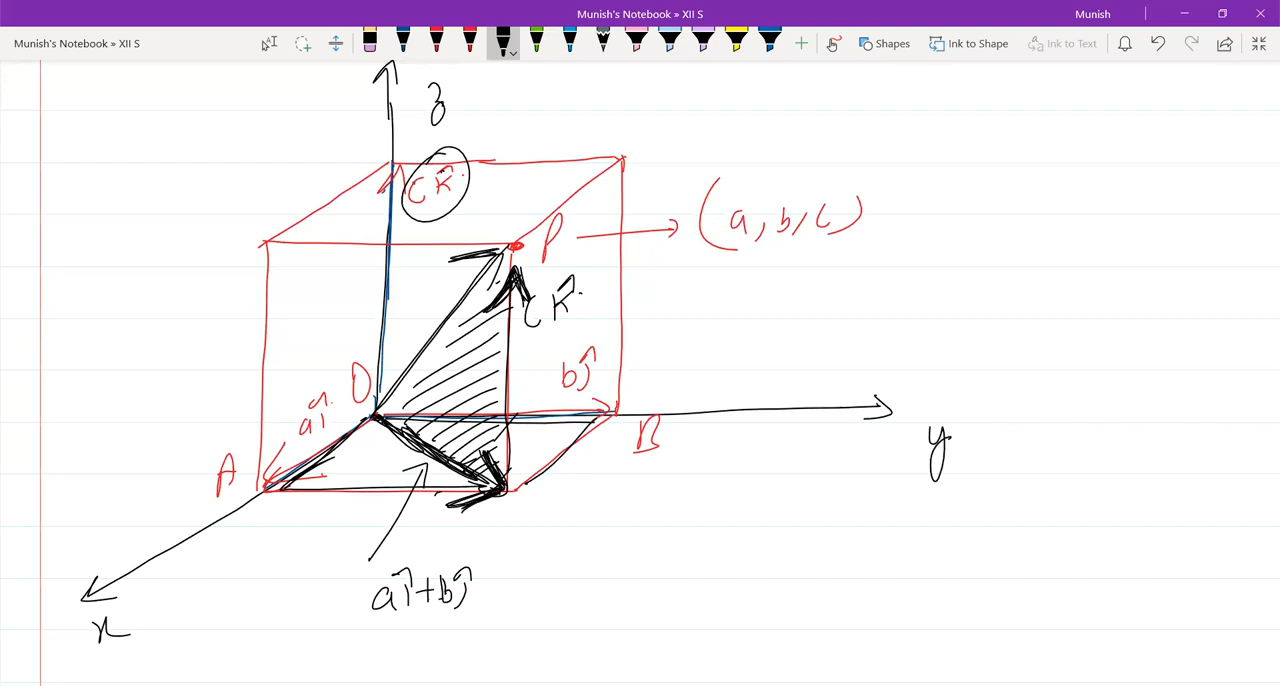 Munish's Notebook » XII S
Munish
Munish's Notebook » XII S
Shapes
Ink to Shape
Ink to Text
z
ck̂
P
(a, b, c)
ck̂
O
bĵ
aî
A
B
y
aî+bĵ
x